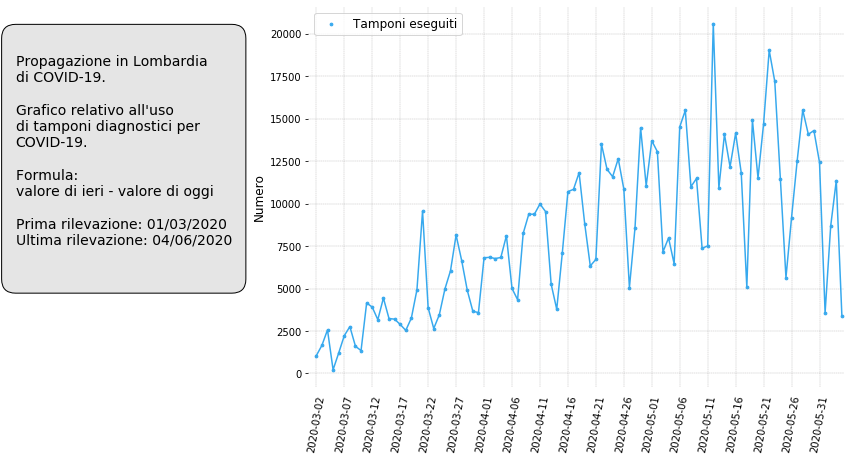 Propagazione in Lombardia
di COVID-19.
Grafico relativo all'uso
di tamponi diagnostici per
COVID-19.
Formula:
valore di ieri - valore di oggi
Prima rilevazione: 01/03/2020
Ultima rilevazione: 04/06/2020
Tamponi eseguiti
Numero
20000
17500
15000
12500
10000
7500
5000
2500
0
2020-03-02
2020-03-07
2020-03-12
2020-03-17
2020-03-22
2020-03-27
2020-04-01
2020-04-06
2020-04-11
2020-04-16
2020-04-21
2020-04-26
2020-05-01
2020-05-06
2020-05-11
2020-05-16
2020-05-21
2020-05-26
2020-05-31